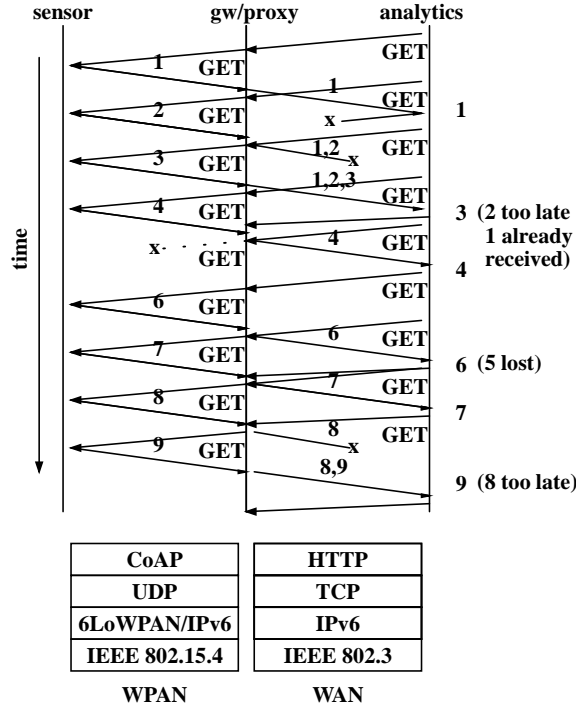 sensor gw/proxy analytics
GET
1 GET 1 GET
x 1
2 GET
1,2 x GET
3 GET
1,2,3
GET
4 3 (2 too late
1 already
received)
x GET 4 GET
4
GET
6 GET 6 GET
7 6 (5 lost)
GET 7 GET
8 7
GET 8 GET
9 GET x
8,9
9 (8 too late)
time
CoAP HTTP
UDP TCP
6LoWPAN/IPv6 IPv6
IEEE 802.15.4 IEEE 802.3
WPAN WAN